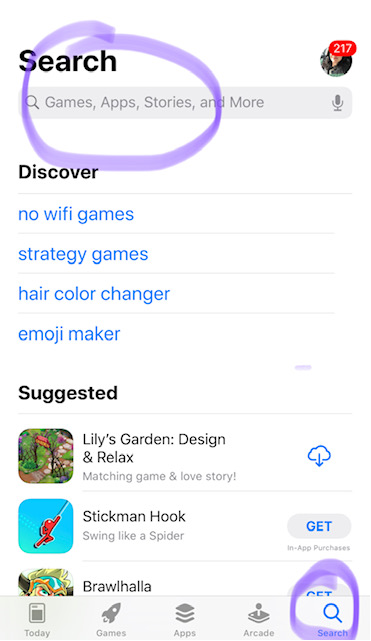 Search
217
Games, Apps, Stories, and More
Discover
no wifi games
strategy games
hair color changer
emoji maker
Suggested
Lily's Garden: Design
& Relax
Matching game & love story!
Stickman Hook
Swing like a Spider
GET
In-App Purchases
Brawlhalla
GET
Today
Games
Apps
Arcade
Search